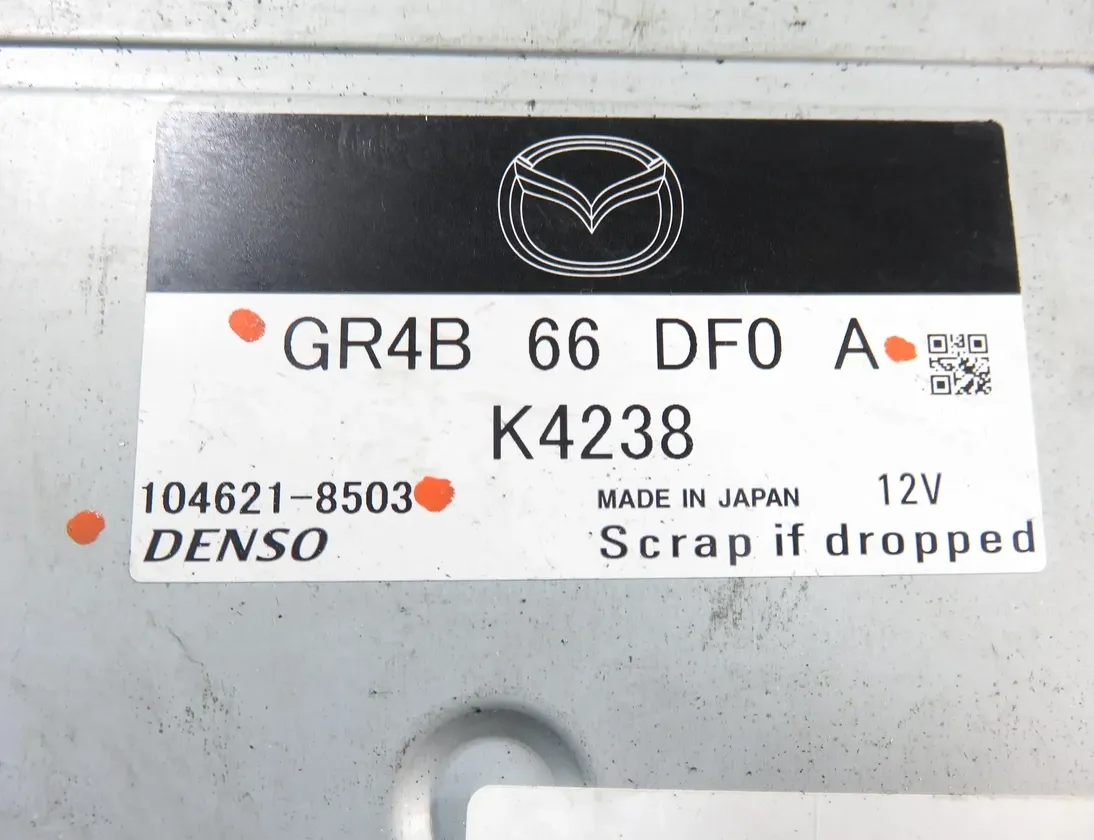 GR4B 66 DF0 A
K4238
104621-8503 MADE IN JAPAN 12V
DENSO Scrap if dropped